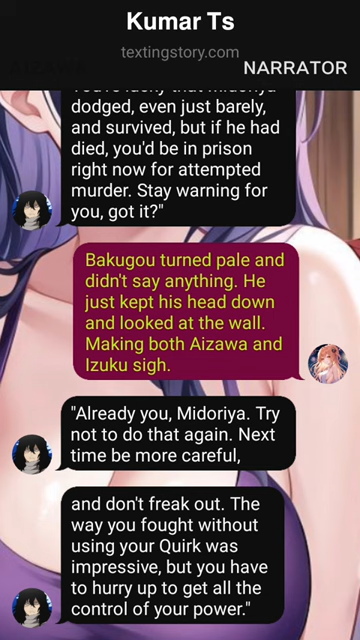 Kumar Ts
textingstory.com
NARRATOR
You're lucky that Midoriya
dodged, even just barely,
and survived, but if he had
died, you'd be in prison
right now for attempted
murder. Stay warning for
you, got it?"
Bakugou turned pale and
didn't say anything. He
just kept his head down
and looked at the wall.
Making both Aizawa and
Izuku sigh.
"Already you, Midoriya. Try
not to do that again. Next
time be more careful,
and don't freak out. The
way you fought without
using your Quirk was
impressive, but you have
to hurry up to get all the
control of your power."